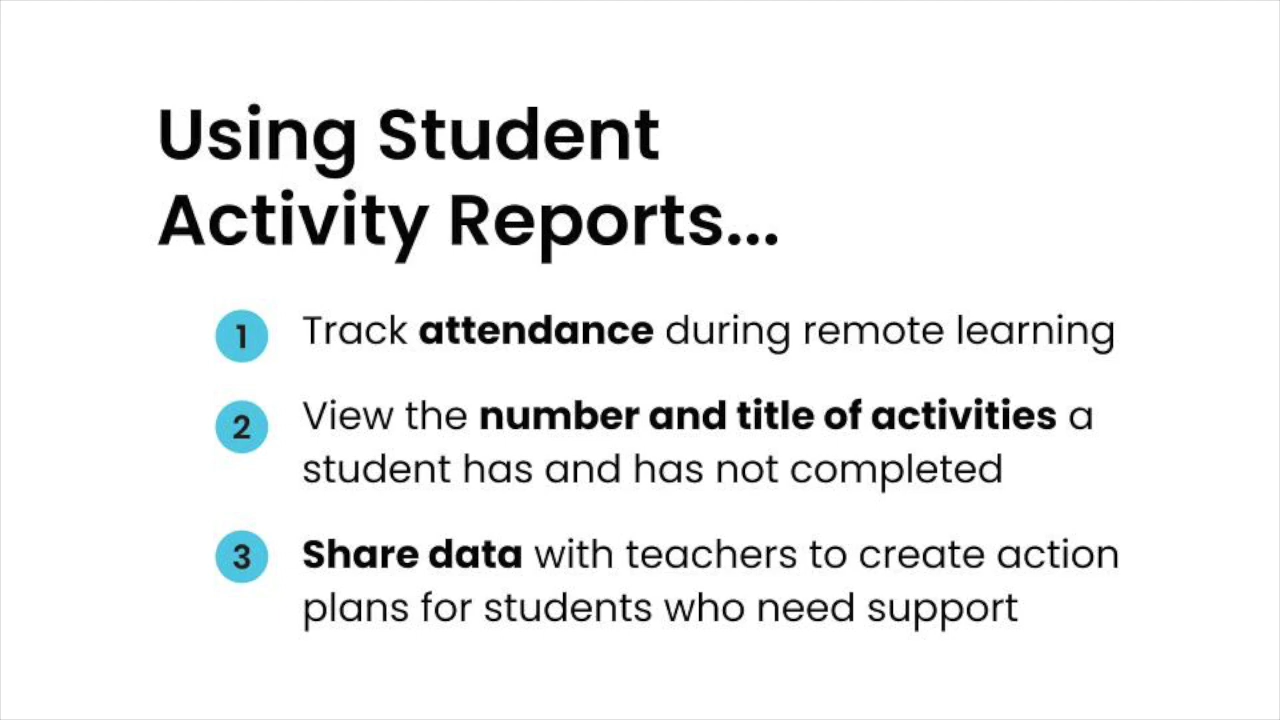 Using Student
Activity Reports...
1 Track attendance during remote learning
2 View the number and title of activities a
student has and has not completed
3 Share data with teachers to create action
plans for students who need support